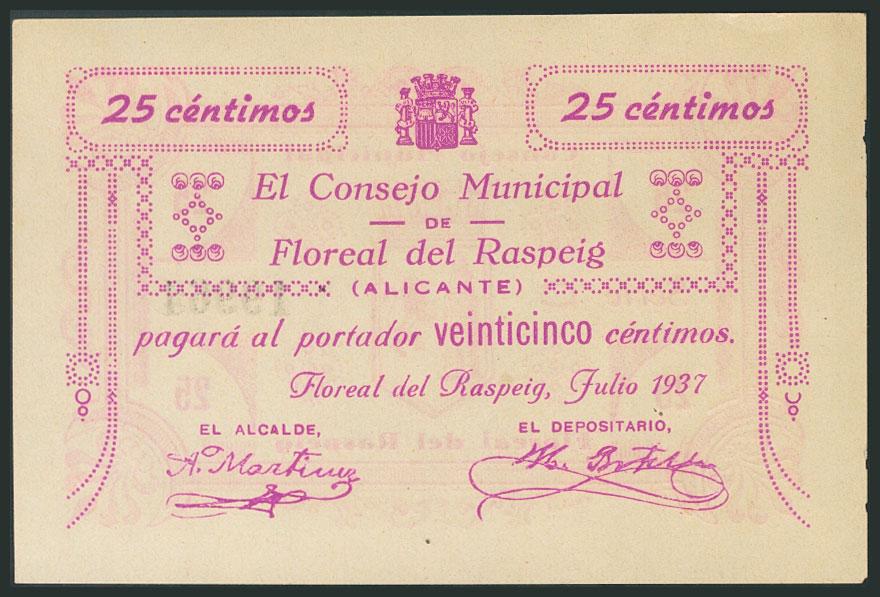 25 céntimos
25 céntimos
El Consejo Municipal
DE
Floreal del Raspeig
(ALICANTE)
pagará al portador veinticinco céntimos.
Floreal del Raspeig, Julio 1937
EL ALCALDE,
EL DEPOSITARIO,
A. Martinez